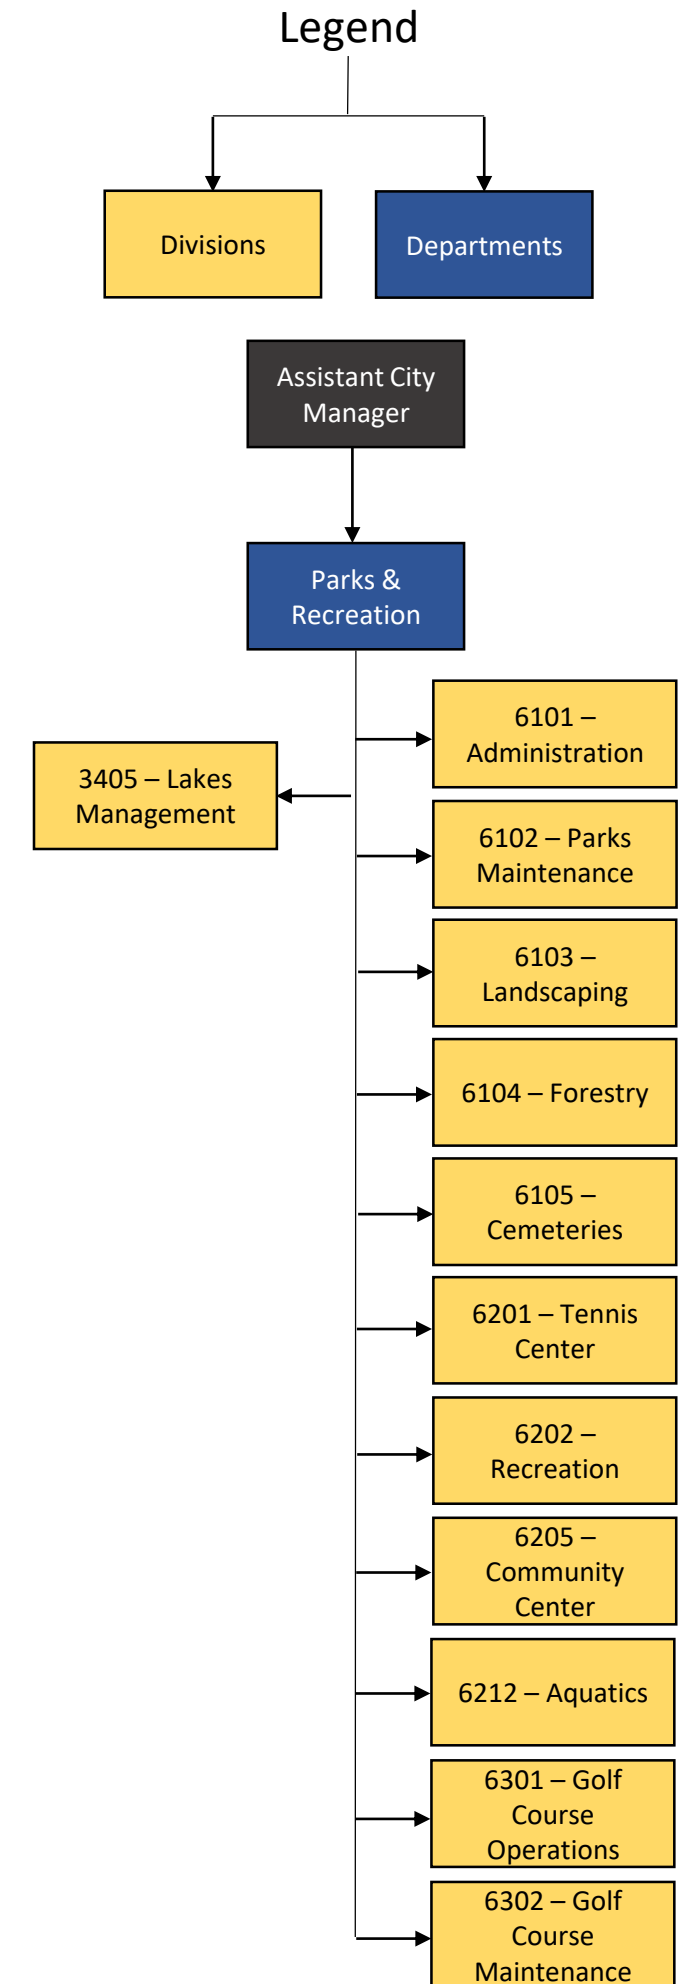 Legend
Divisions
Departments
Assistant City
Manager
Parks &
Recreation
6101 –
Administration
3405 – Lakes
Management
6102 – Parks
Maintenance
6103 –
Landscaping
6104 – Forestry
6105 –
Cemeteries
6201 – Tennis
Center
6202 –
Recreation
6205 –
Community
Center
6212 – Aquatics
6301 – Golf
Course
Operations
6302 – Golf
Course
Maintenance